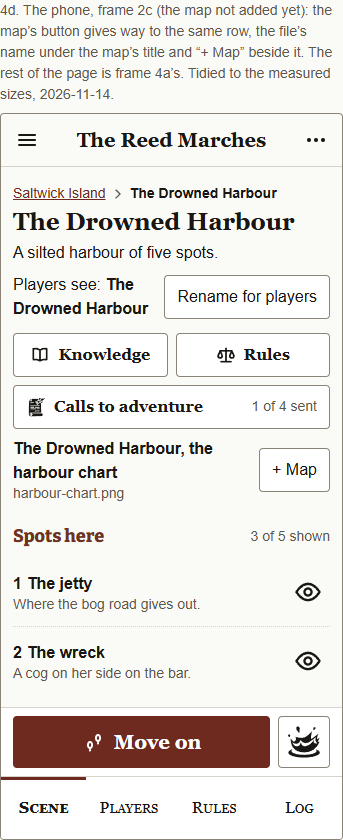 4d. The phone, frame 2c (the map not added yet): the
map’s button gives way to the same row, the file’s
name under the map’s title and “+ Map” beside it. The
rest of the page is frame 4a’s. Tidied to the measured
sizes, 2026-11-14.
The Reed Marches
Saltwick Island > The Drowned Harbour
The Drowned Harbour
A silted harbour of five spots.
Players see: The
Drowned Harbour
Rename for players
Knowledge
Rules
Calls to adventure
1 of 4 sent
The Drowned Harbour, the
harbour chart
harbour-chart.png
+ Map
Spots here
3 of 5 shown
1 The jetty
Where the bog road gives out.
2 The wreck
A cog on her side on the bar.
Move on
Scene
Players
Rules
Log